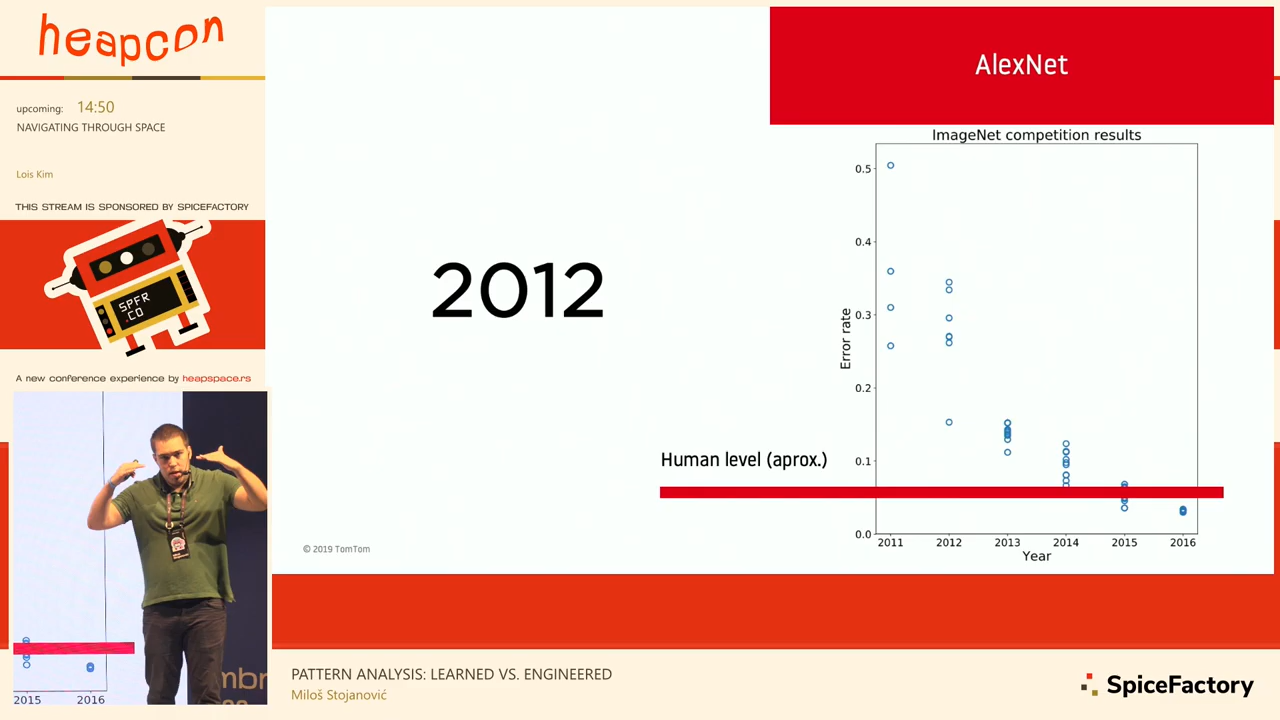 heapcon
upcoming: 14:50
NAVIGATING THROUGH SPACE
Lois Kim
THIS STREAM IS SPONSORED BY SPICEFACTORY
SPFR
.CO
A new conference experience by heapspace.rs
2015 2016
AlexNet
2012
ImageNet competition results
Error rate
0.5
0.4
0.3
0.2
0.1
0.0
Human level (aprox.)
2011 2012 2013 2014 2015 2016
Year
© 2019 TomTom
PATTERN ANALYSIS: LEARNED VS. ENGINEERED
Miloš Stojanović
SpiceFactory